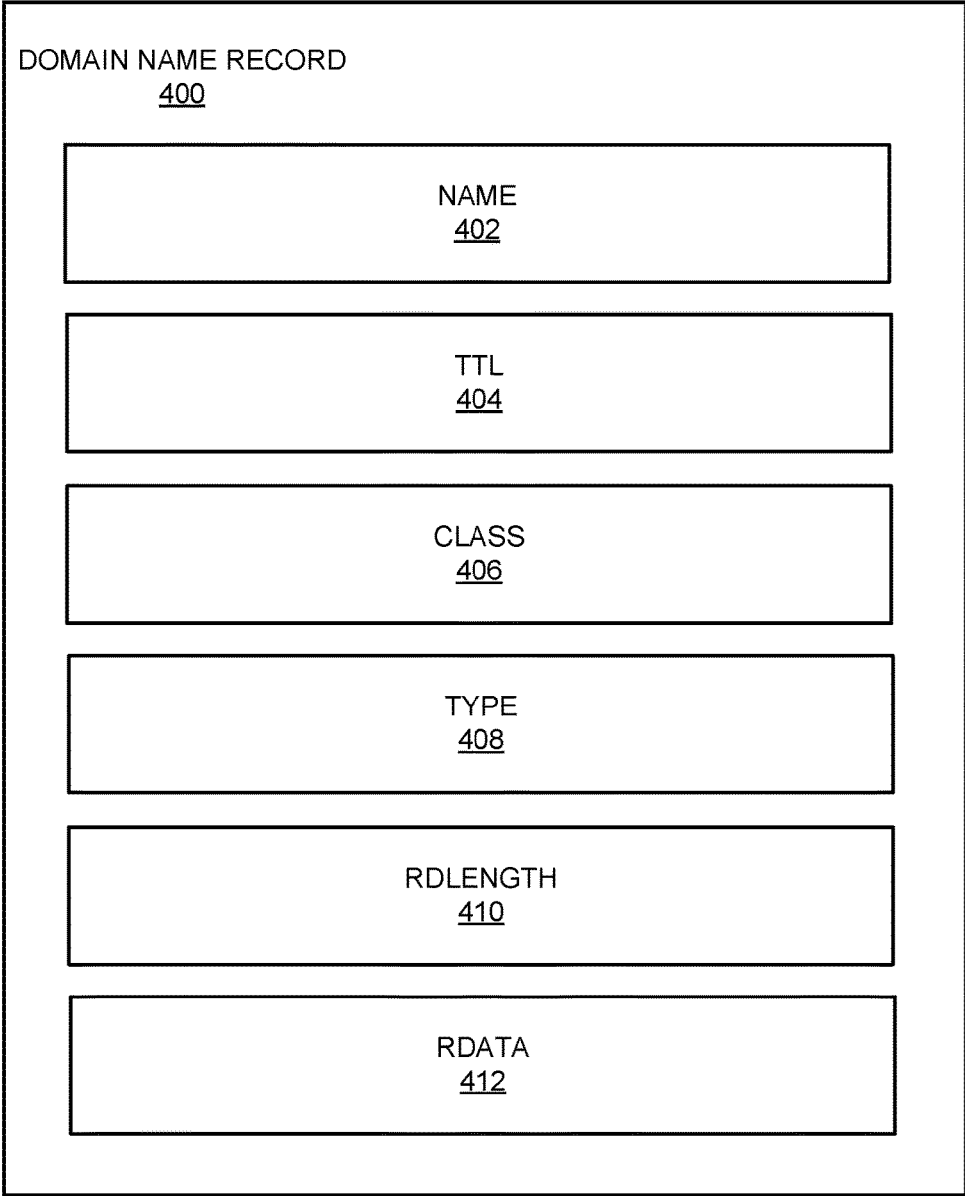 DOMAIN NAME RECORD
400
NAME
402
TTL
404
CLASS
406
TYPE
408
RDLENGTH
410
RDATA
412